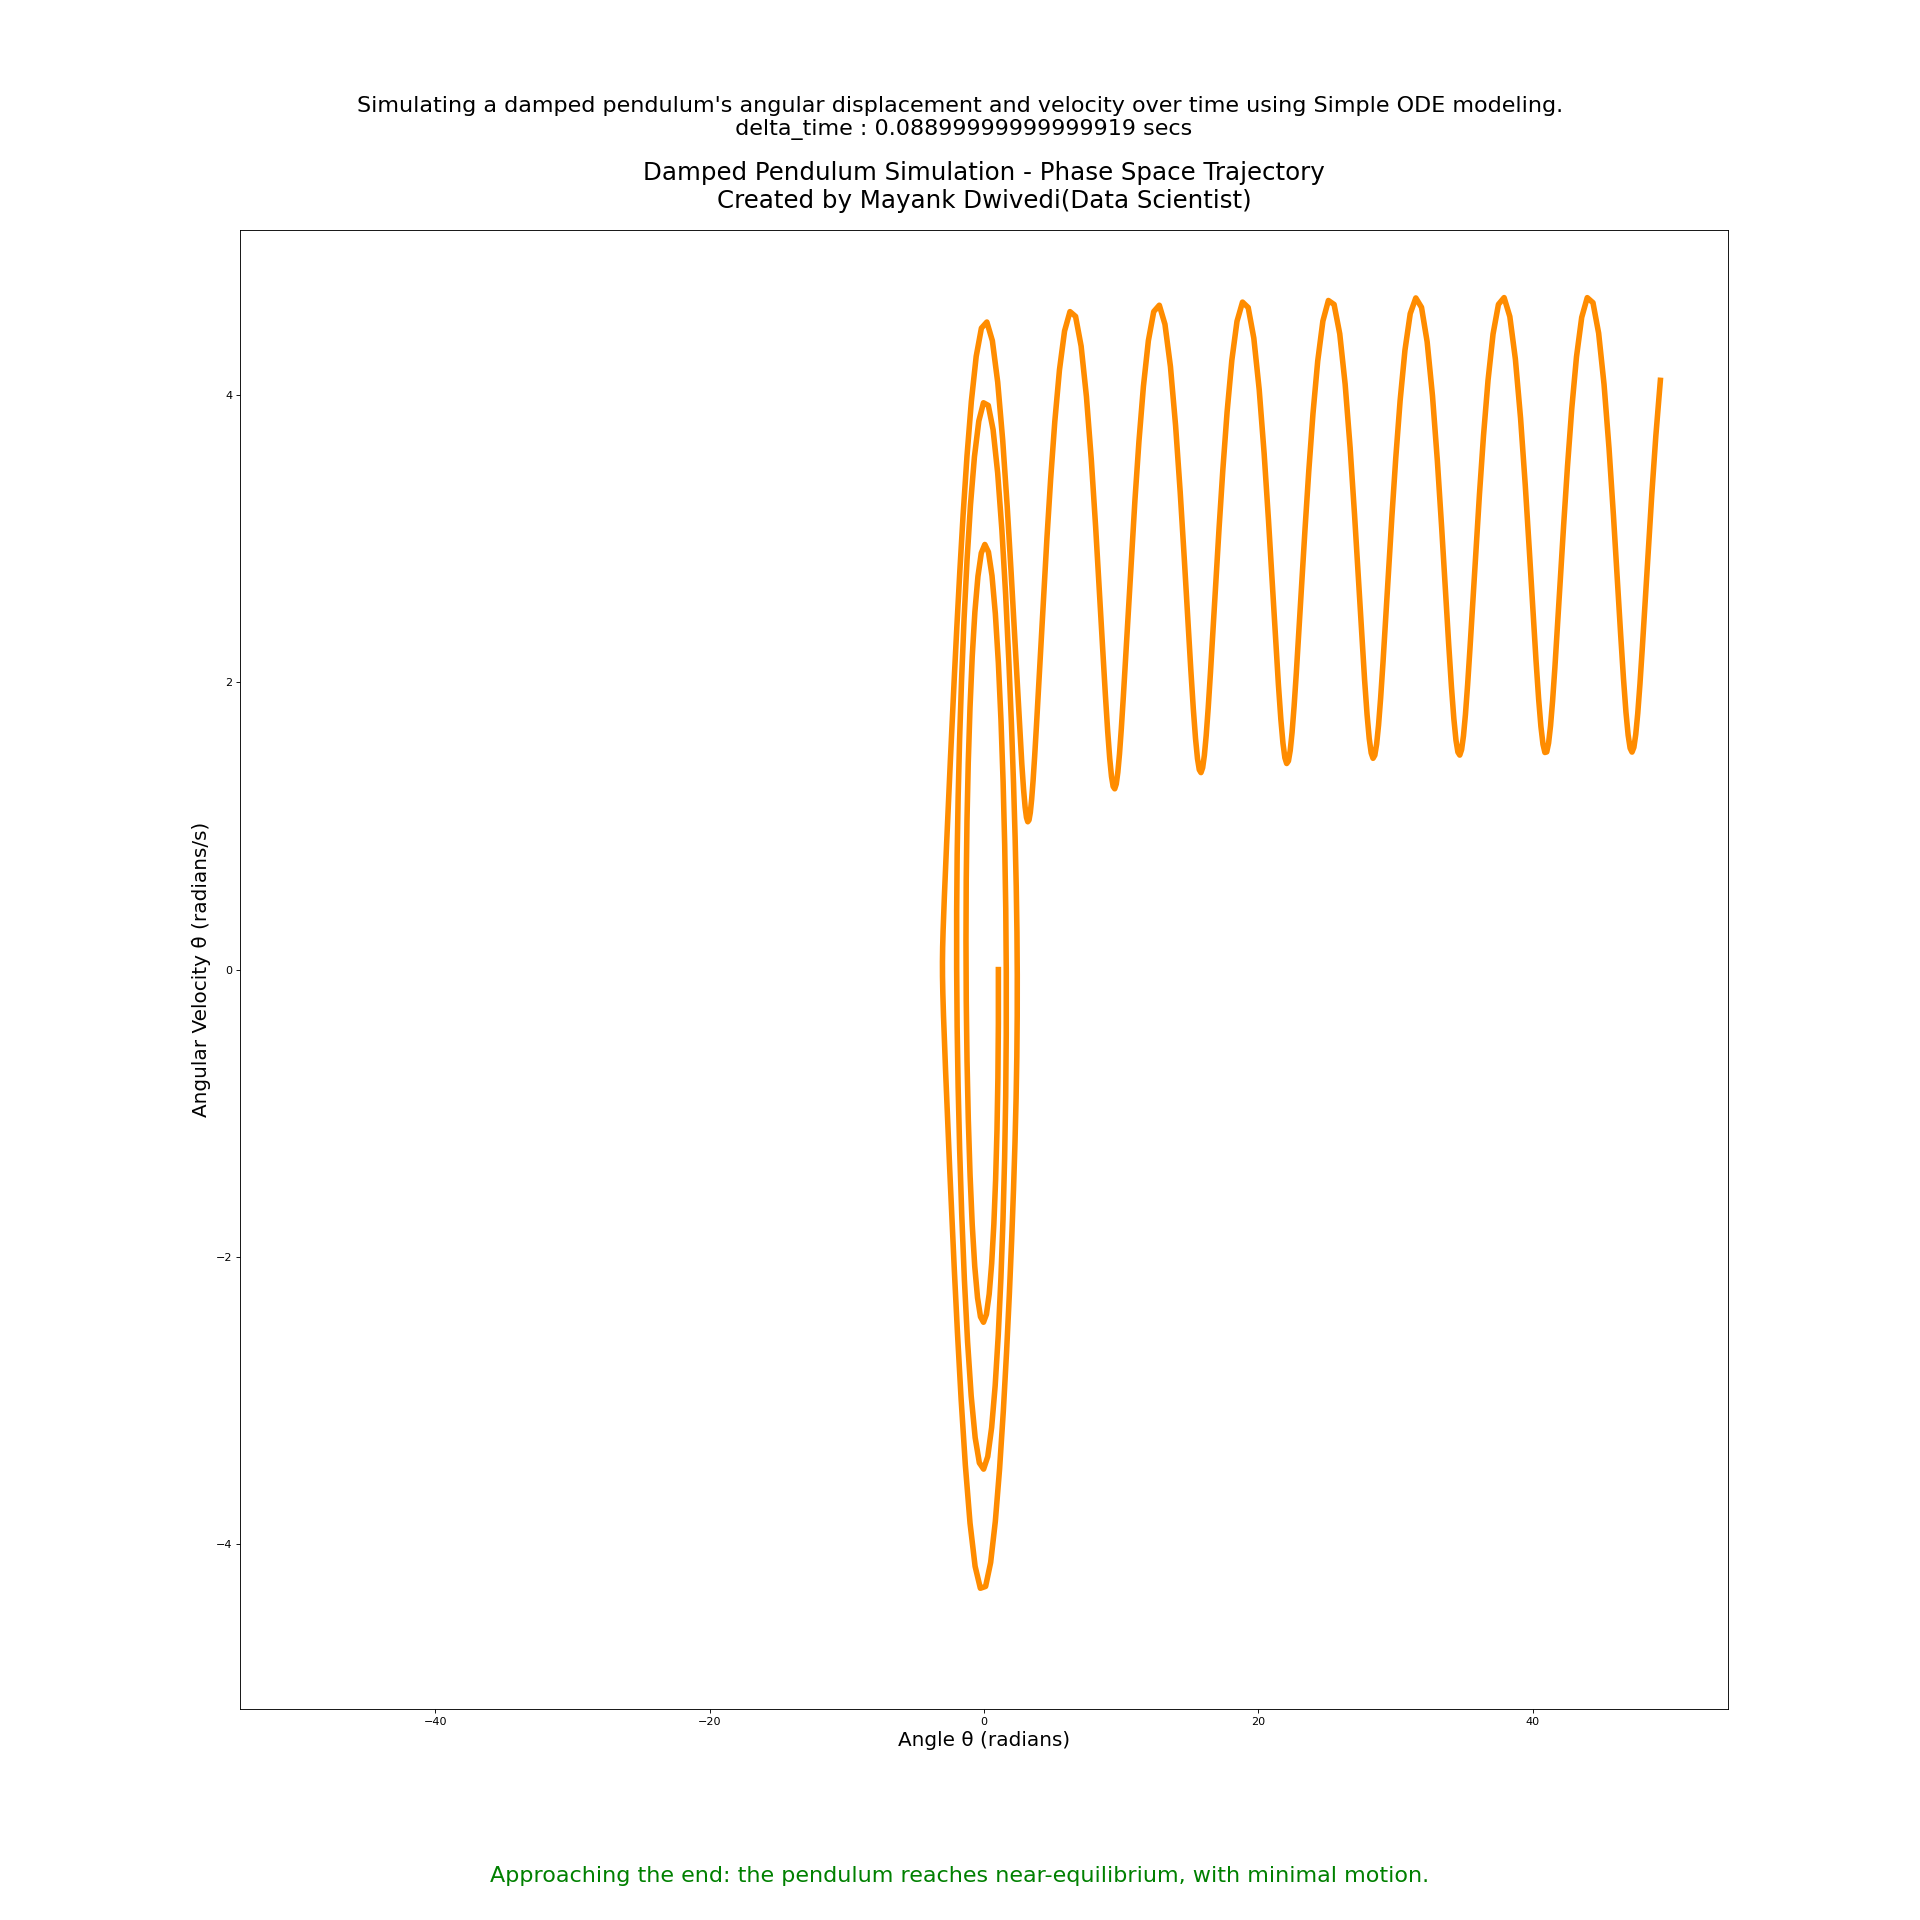 Simulating a damped pendulum's angular displacement and velocity over time using Simple ODE modeling.
delta_time : 0.08899999999999919 secs
Damped Pendulum Simulation - Phase Space Trajectory
Created by Mayank Dwivedi(Data Scientist)
Angular Velocity θ (radians/s)
4
2
0
−2
−4
−40
−20
0
20
40
Angle θ (radians)
Approaching the end: the pendulum reaches near-equilibrium, with minimal motion.